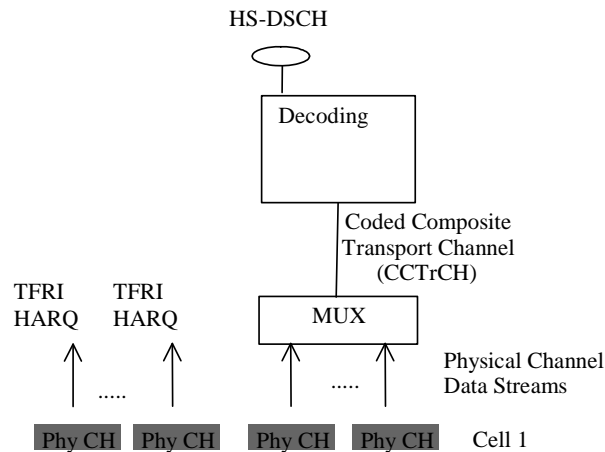 HS-DSCH
Decoding
Coded Composite
Transport Channel
(CCTrCH)
TFRI TFRI
HARQ HARQ
MUX
Physical Channel
Data Streams
..... .....
Phy CH Phy CH Phy CH Phy CH Cell 1